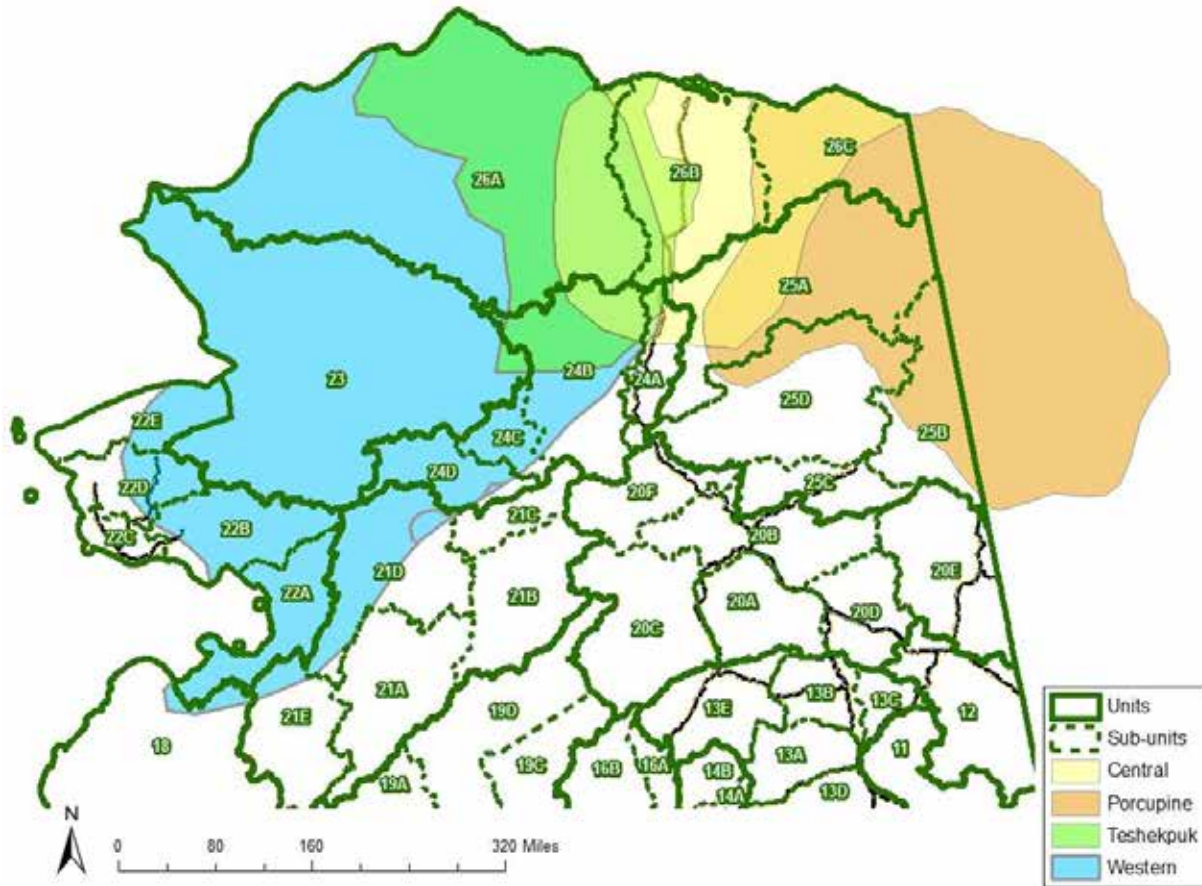 26C
26B
26A
25A
23
24B
24A
25D
22E
24C
25B
24D
22D
25C
20F
21C
22B
22C
20B
21D
20E
22A
21B
20A
20D
20C
21A
13B
13C
12
21E
19D
13E
18
11
13A
19C
16B
16A
14B
19A
14A
13D
Units
Sub-units
Central
Porcupine
Teshekpuk
Western
N
0 80 160 320 Miles